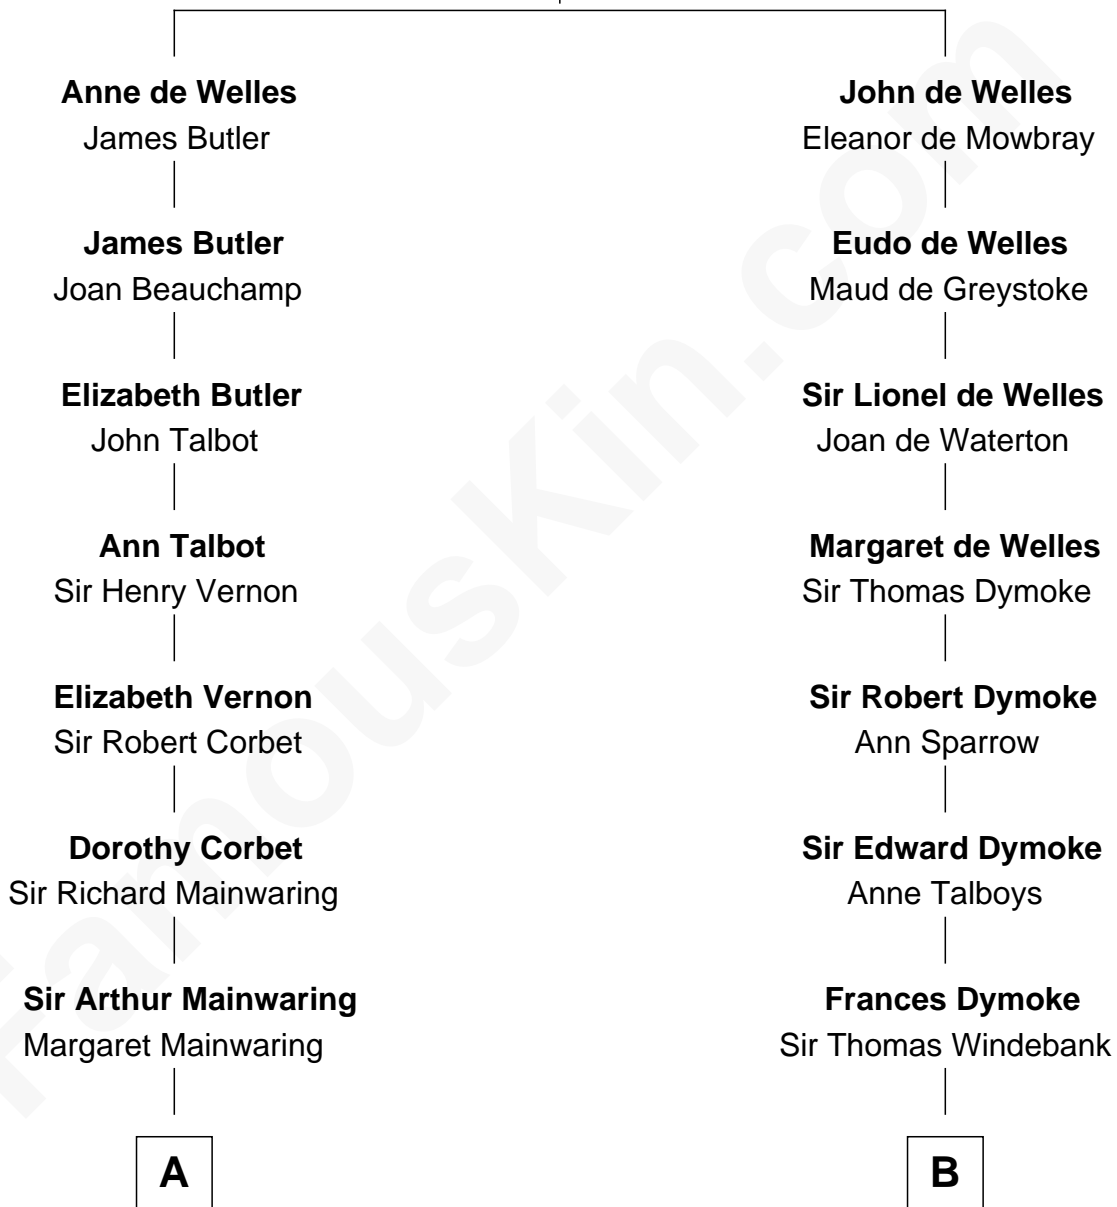 Anne de Welles
James Butler
James Butler
Joan Beauchamp
Elizabeth Butler
John Talbot
Ann Talbot
Sir Henry Vernon
Elizabeth Vernon
Sir Robert Corbet
Dorothy Corbet
Sir Richard Mainwaring
Sir Arthur Mainwaring
Margaret Mainwaring
A
John de Welles
Eleanor de Mowbray
Eudo de Welles
Maud de Greystoke
Sir Lionel de Welles
Joan de Waterton
Margaret de Welles
Sir Thomas Dymoke
Sir Robert Dymoke
Ann Sparrow
Sir Edward Dymoke
Anne Talboys
Frances Dymoke
Sir Thomas Windebank
B
FamousKin.com